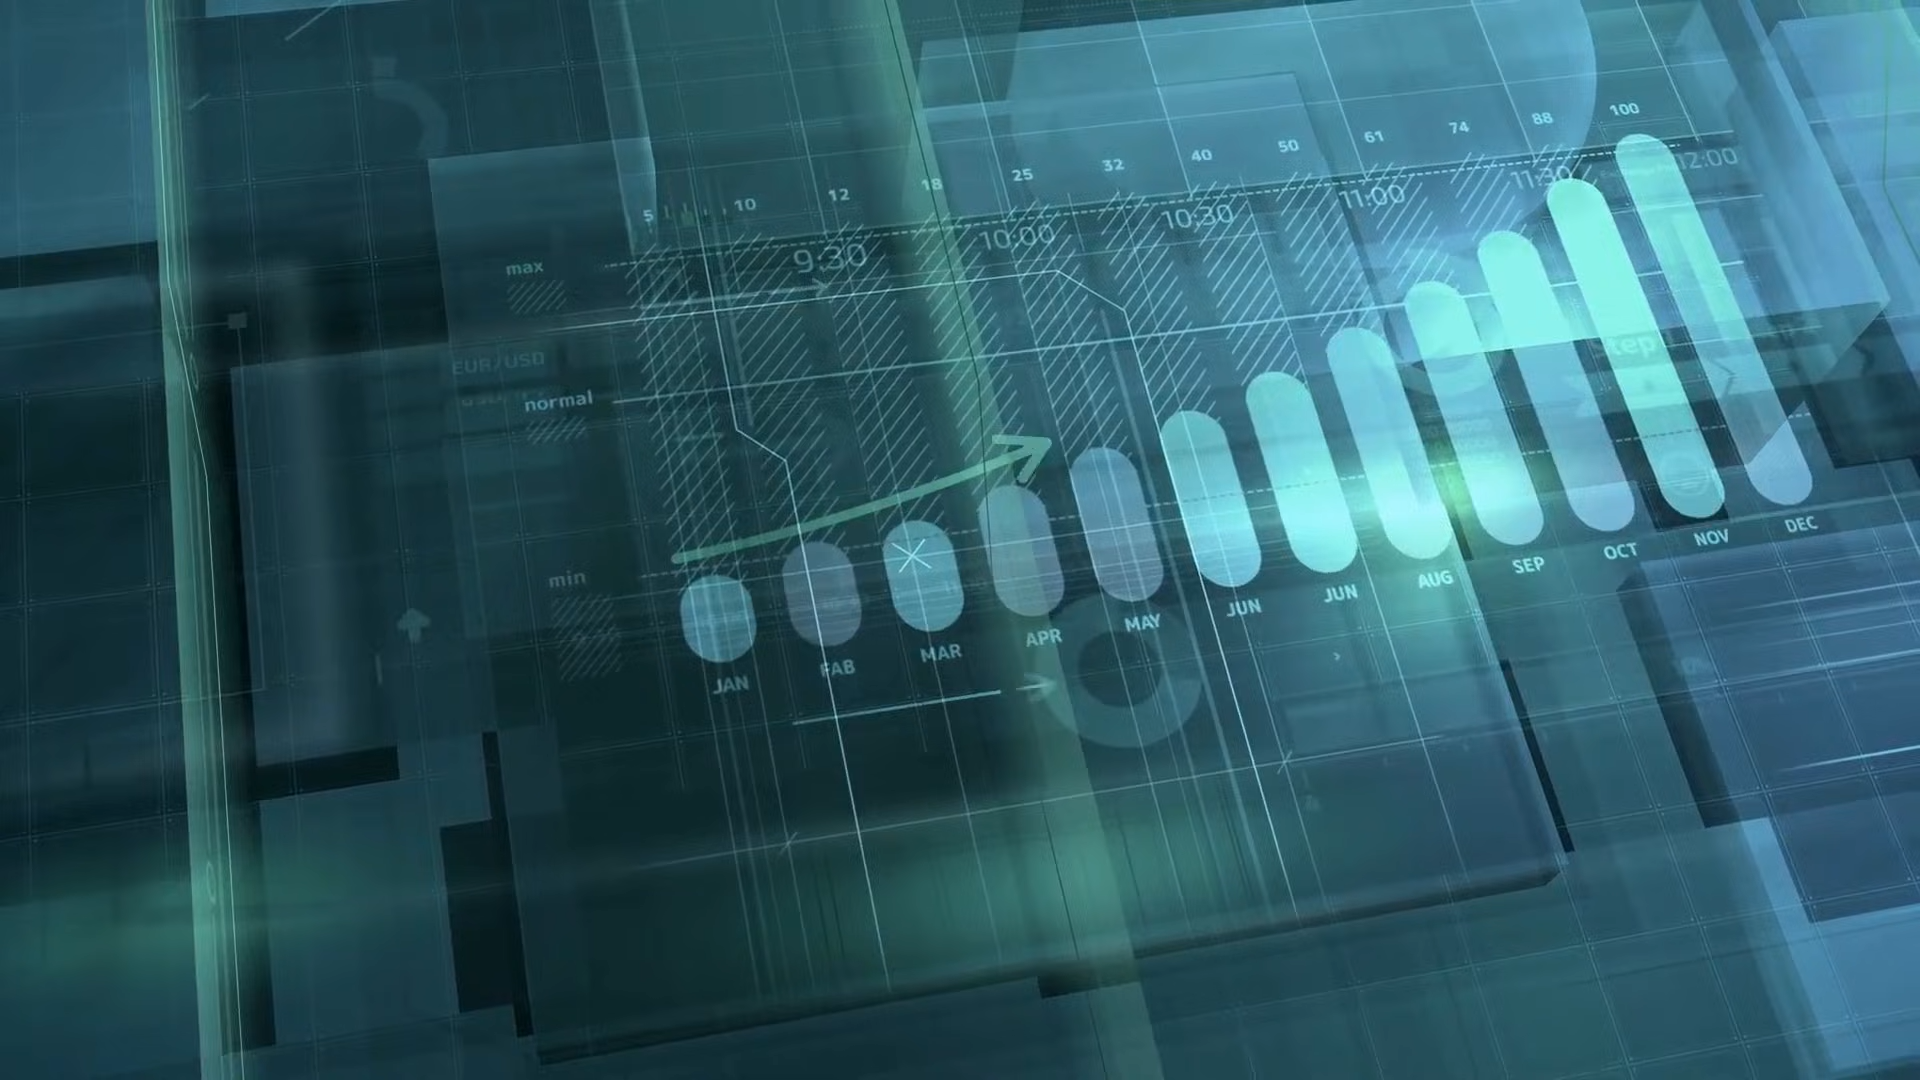 5 10 12 18 25 32 40 50 61 74 88 100
9:30 10:00 10:30 11:00 11:30 12:00
max
EUR/USD
normal
tep
min
JAN FAB MAR APR MAY JUN JUN AUG SEP OCT NOV DEC